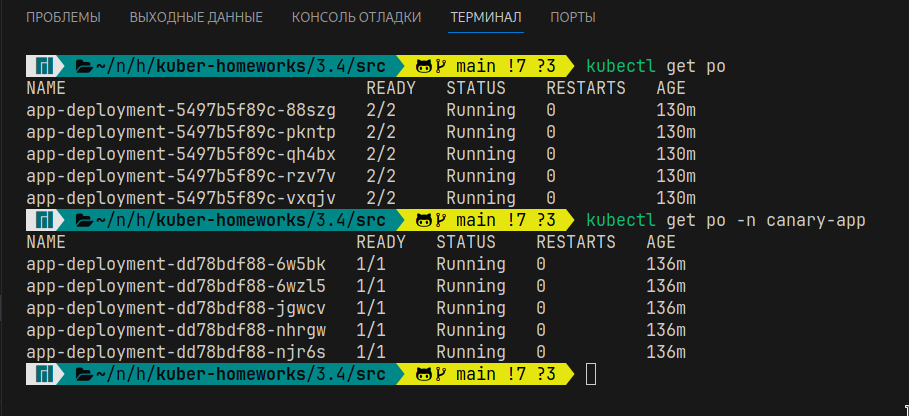 ПРОБЛЕМЫ ВЫХОДНЫЕ ДАННЫЕ КОНСОЛЬ ОТЛАДКИ ТЕРМИНАЛ ПОРТЫ
~/n/h/kuber-homeworks/3.4/src main !7 ?3 kubectl get po
NAME READY STATUS RESTARTS AGE
app-deployment-5497b5f89c-88szg 2/2 Running 0 130m
app-deployment-5497b5f89c-pkntp 2/2 Running 0 130m
app-deployment-5497b5f89c-qh4bx 2/2 Running 0 130m
app-deployment-5497b5f89c-rzv7v 2/2 Running 0 130m
app-deployment-5497b5f89c-vxqjv 2/2 Running 0 130m
~/n/h/kuber-homeworks/3.4/src main !7 ?3 kubectl get po -n canary-app
NAME READY STATUS RESTARTS AGE
app-deployment-dd78bdf88-6w5bk 1/1 Running 0 136m
app-deployment-dd78bdf88-6wzl5 1/1 Running 0 136m
app-deployment-dd78bdf88-jgwcv 1/1 Running 0 136m
app-deployment-dd78bdf88-nhrgw 1/1 Running 0 136m
app-deployment-dd78bdf88-njr6s 1/1 Running 0 136m
~/n/h/kuber-homeworks/3.4/src main !7 ?3